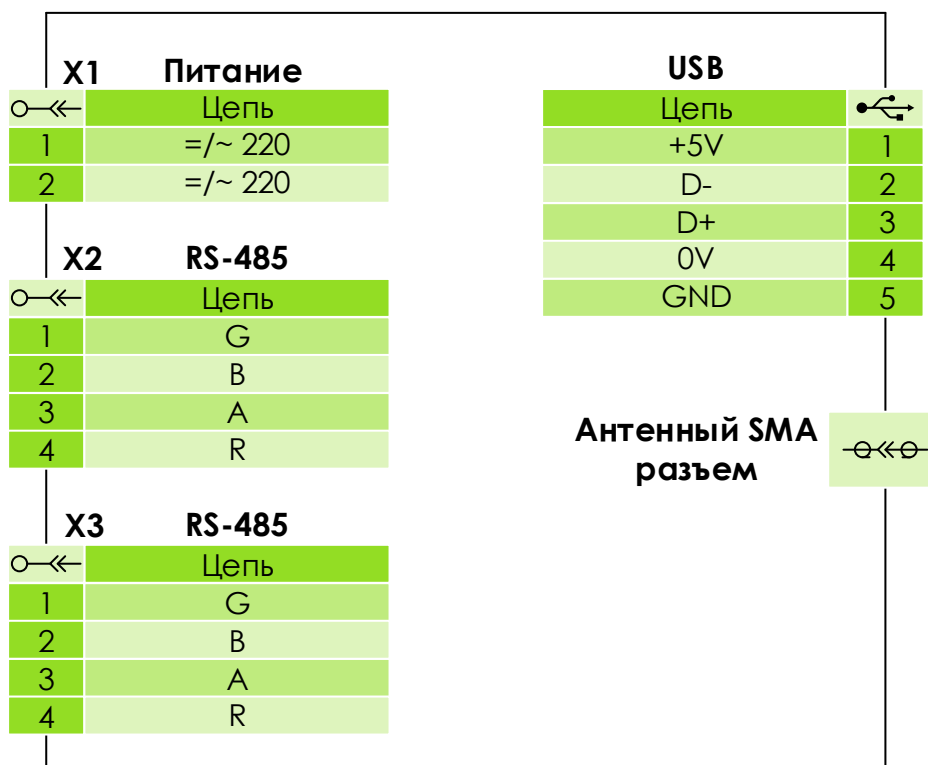 X1 Питание
Цепь
1 =/~ 220
2 =/~ 220
X2 RS-485
Цепь
1 G
2 B
3 A
4 R
X3 RS-485
Цепь
1 G
2 B
3 A
4 R
USB
Цепь
+5V 1
D- 2
D+ 3
0V 4
GND 5
Антенный SMA
разъем